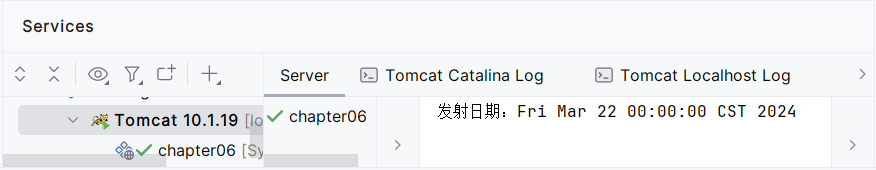 Services
Server
Tomcat Catalina Log
Tomcat Localhost Log
Tomcat 10.1.19 [lo
chapter06 [Sy
chapter06
发射日期：Fri Mar 22 00:00:00 CST 2024